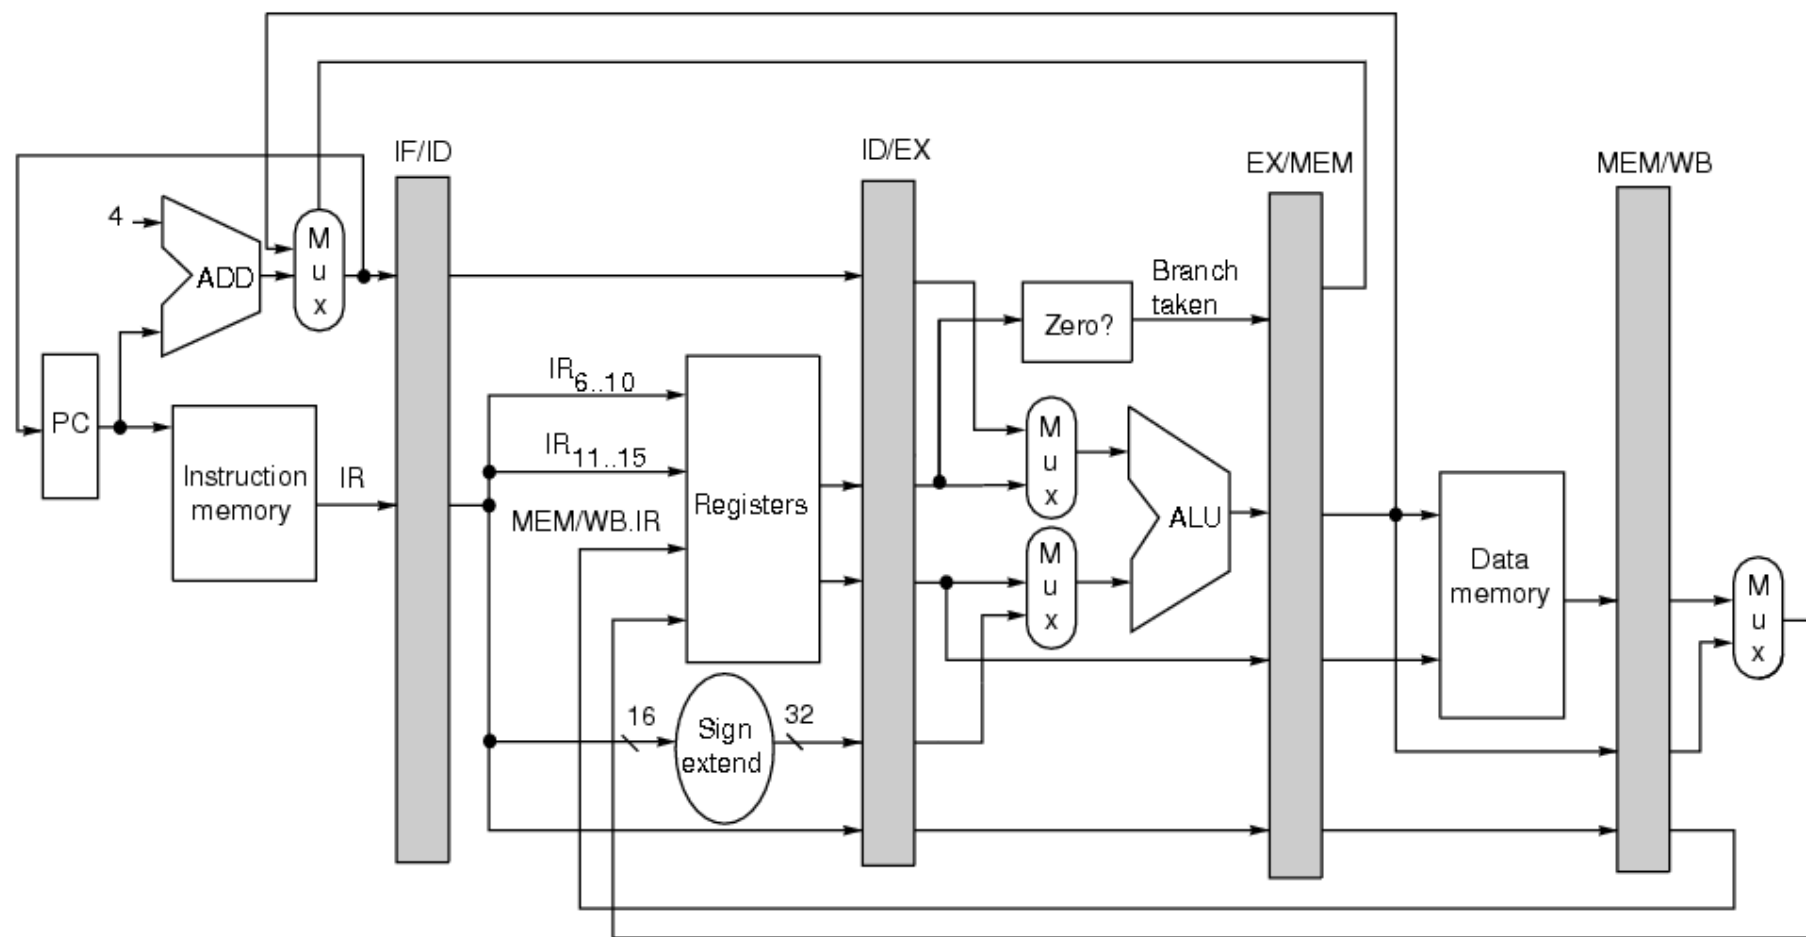 IF/ID
ID/EX
EX/MEM
MEM/WB
4
ADD
M
u
x
Branch
taken
Zero?
PC
Instruction
memory
IR
IR6..10
IR11..15
MEM/WB.IR
Registers
M
u
x
M
u
x
ALU
Data
memory
M
u
x
16
Sign
extend
32